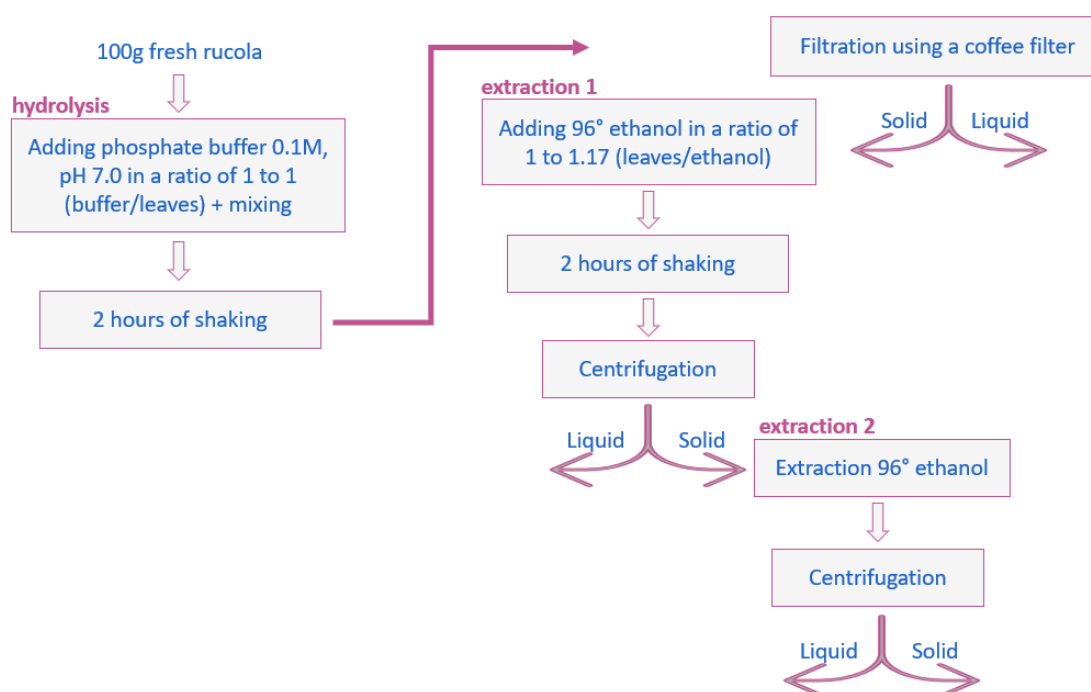 100g fresh rucola
hydrolysis
Adding phosphate buffer 0.1M,
pH 7.0 in a ratio of 1 to 1
(buffer/leaves) + mixing
2 hours of shaking
extraction 1
Adding 96° ethanol in a ratio of
1 to 1.17 (leaves/ethanol)
2 hours of shaking
Centrifugation
Liquid
Solid
extraction 2
Extraction 96° ethanol
Centrifugation
Liquid
Solid
Filtration using a coffee filter
Solid
Liquid